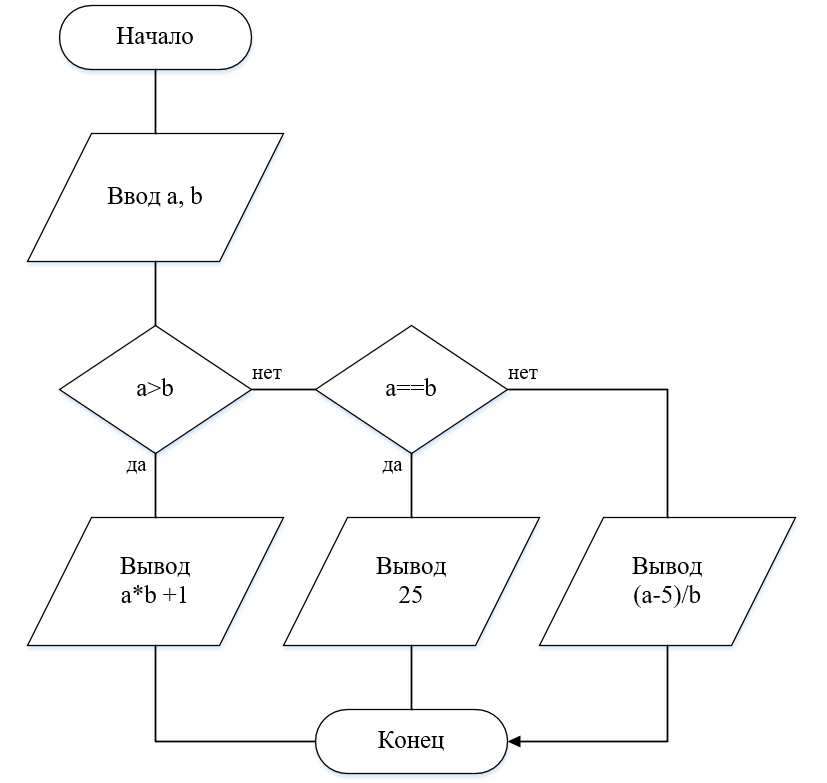 Начало
Ввод a, b
a>b
нет
a==b
нет
да
да
Вывод
a*b +1
Вывод
25
Вывод
(a-5)/b
Конец